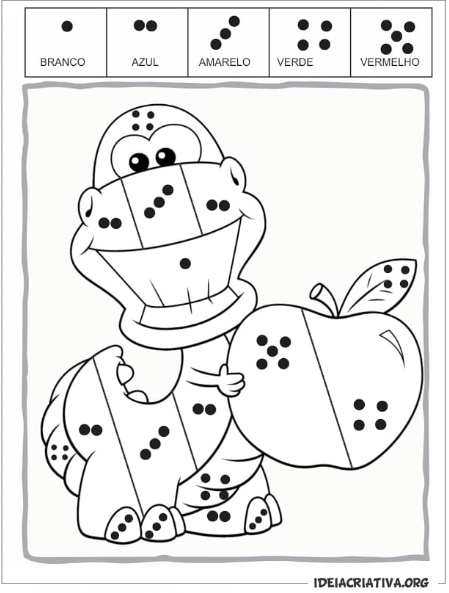 BRANCO AZUL AMARELO VERDE VERMELHO
IDEIACRIATIVA.ORG